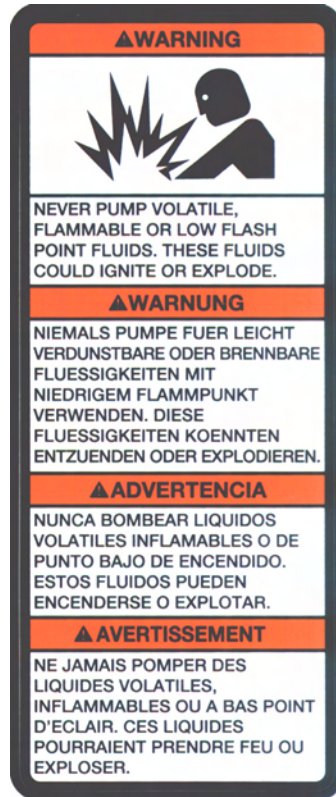 ⚠WARNING
NEVER PUMP VOLATILE,
FLAMMABLE OR LOW FLASH
POINT FLUIDS. THESE FLUIDS
COULD IGNITE OR EXPLODE.
⚠WARNUNG
NIEMALS PUMPE FUER LEICHT
VERDUNSTBARE ODER BRENNBARE
FLUESSIGKEITEN MIT
NIEDRIGEM FLAMMPUNKT
VERWENDEN. DIESE
FLUESSIGKEITEN KOENNTEN
ENTZUENDEN ODER EXPLODIEREN.
⚠ADVERTENCIA
NUNCA BOMBEAR LIQUIDOS
VOLATILES INFLAMABLES O DE
PUNTO BAJO DE ENCENDIDO.
ESTOS FLUIDOS PUEDEN
ENCENDERSE O EXPLOTAR.
⚠AVERTISSEMENT
NE JAMAIS POMPER DES
LIQUIDES VOLATILES,
INFLAMMABLES OU A BAS POINT
D'ECLAIR. CES LIQUIDES
POURRAIENT PRENDRE FEU OU
EXPLOSER.